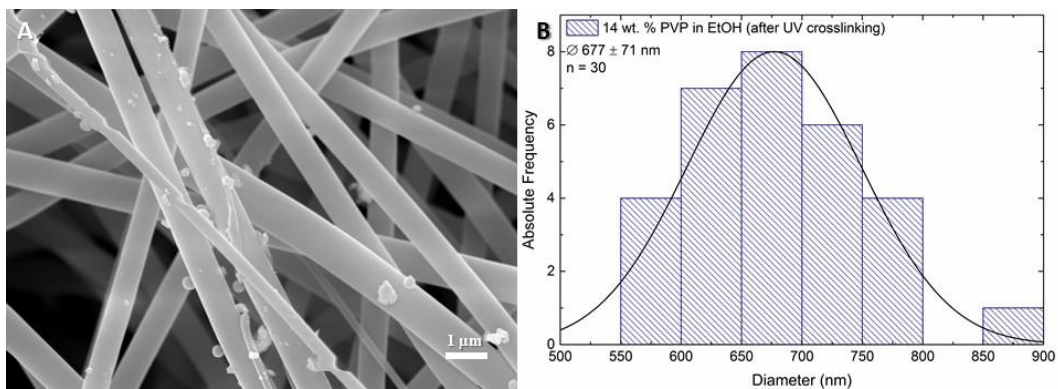 A
1 µm
B
14 wt. % PVP in EtOH (after UV crosslinking)
∅ 677 ± 71 nm
n = 30
Absolute Frequency
8
6
4
2
0
500 550 600 650 700 750 800 850 900
Diameter (nm)